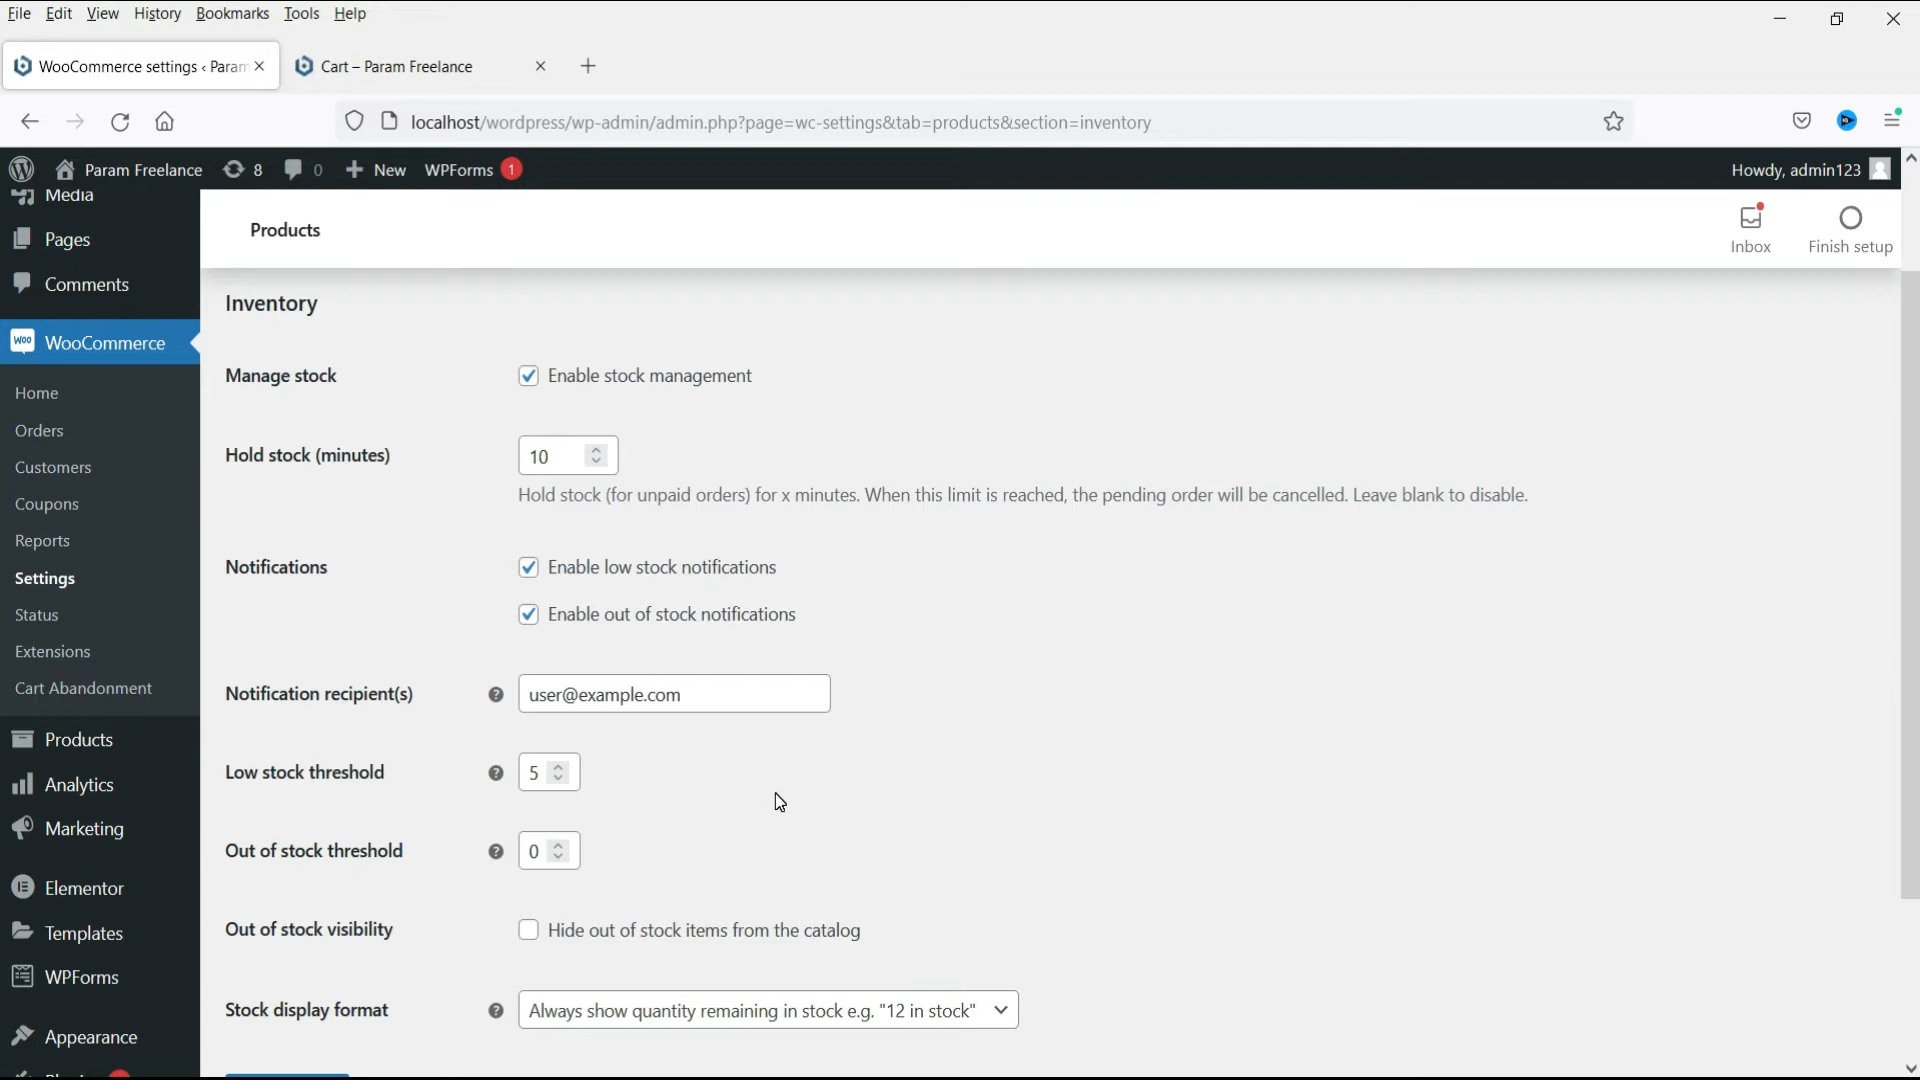 File Edit View History Bookmarks Tools Help
WooCommerce settings ‹ Param
Cart – Param Freelance
localhost/wordpress/wp-admin/admin.php?page=wc-settings&tab=products&section=inventory
Param Freelance 8 0 New WPForms 1
Howdy, admin123
Media
Pages
Comments
WOO WooCommerce
Home
Orders
Customers
Coupons
Reports
Settings
Status
Extensions
Cart Abandonment
Products
Analytics
Marketing
Elementor
Templates
WPForms
Appearance
Products
Inbox
Finish setup
Inventory
Manage stock
Enable stock management
Hold stock (minutes)
10
Hold stock (for unpaid orders) for x minutes. When this limit is reached, the pending order will be cancelled. Leave blank to disable.
Notifications
Enable low stock notifications
Enable out of stock notifications
Notification recipient(s)
user@example.com
Low stock threshold
5
Out of stock threshold
0
Out of stock visibility
Hide out of stock items from the catalog
Stock display format
Always show quantity remaining in stock e.g. "12 in stock"